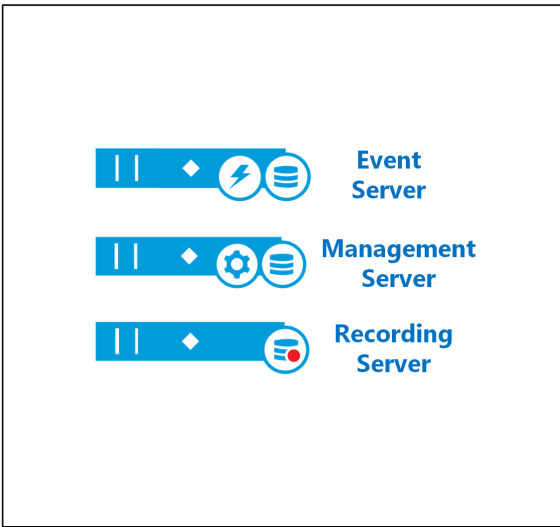 Event
Server
Management
Server
Recording
Server